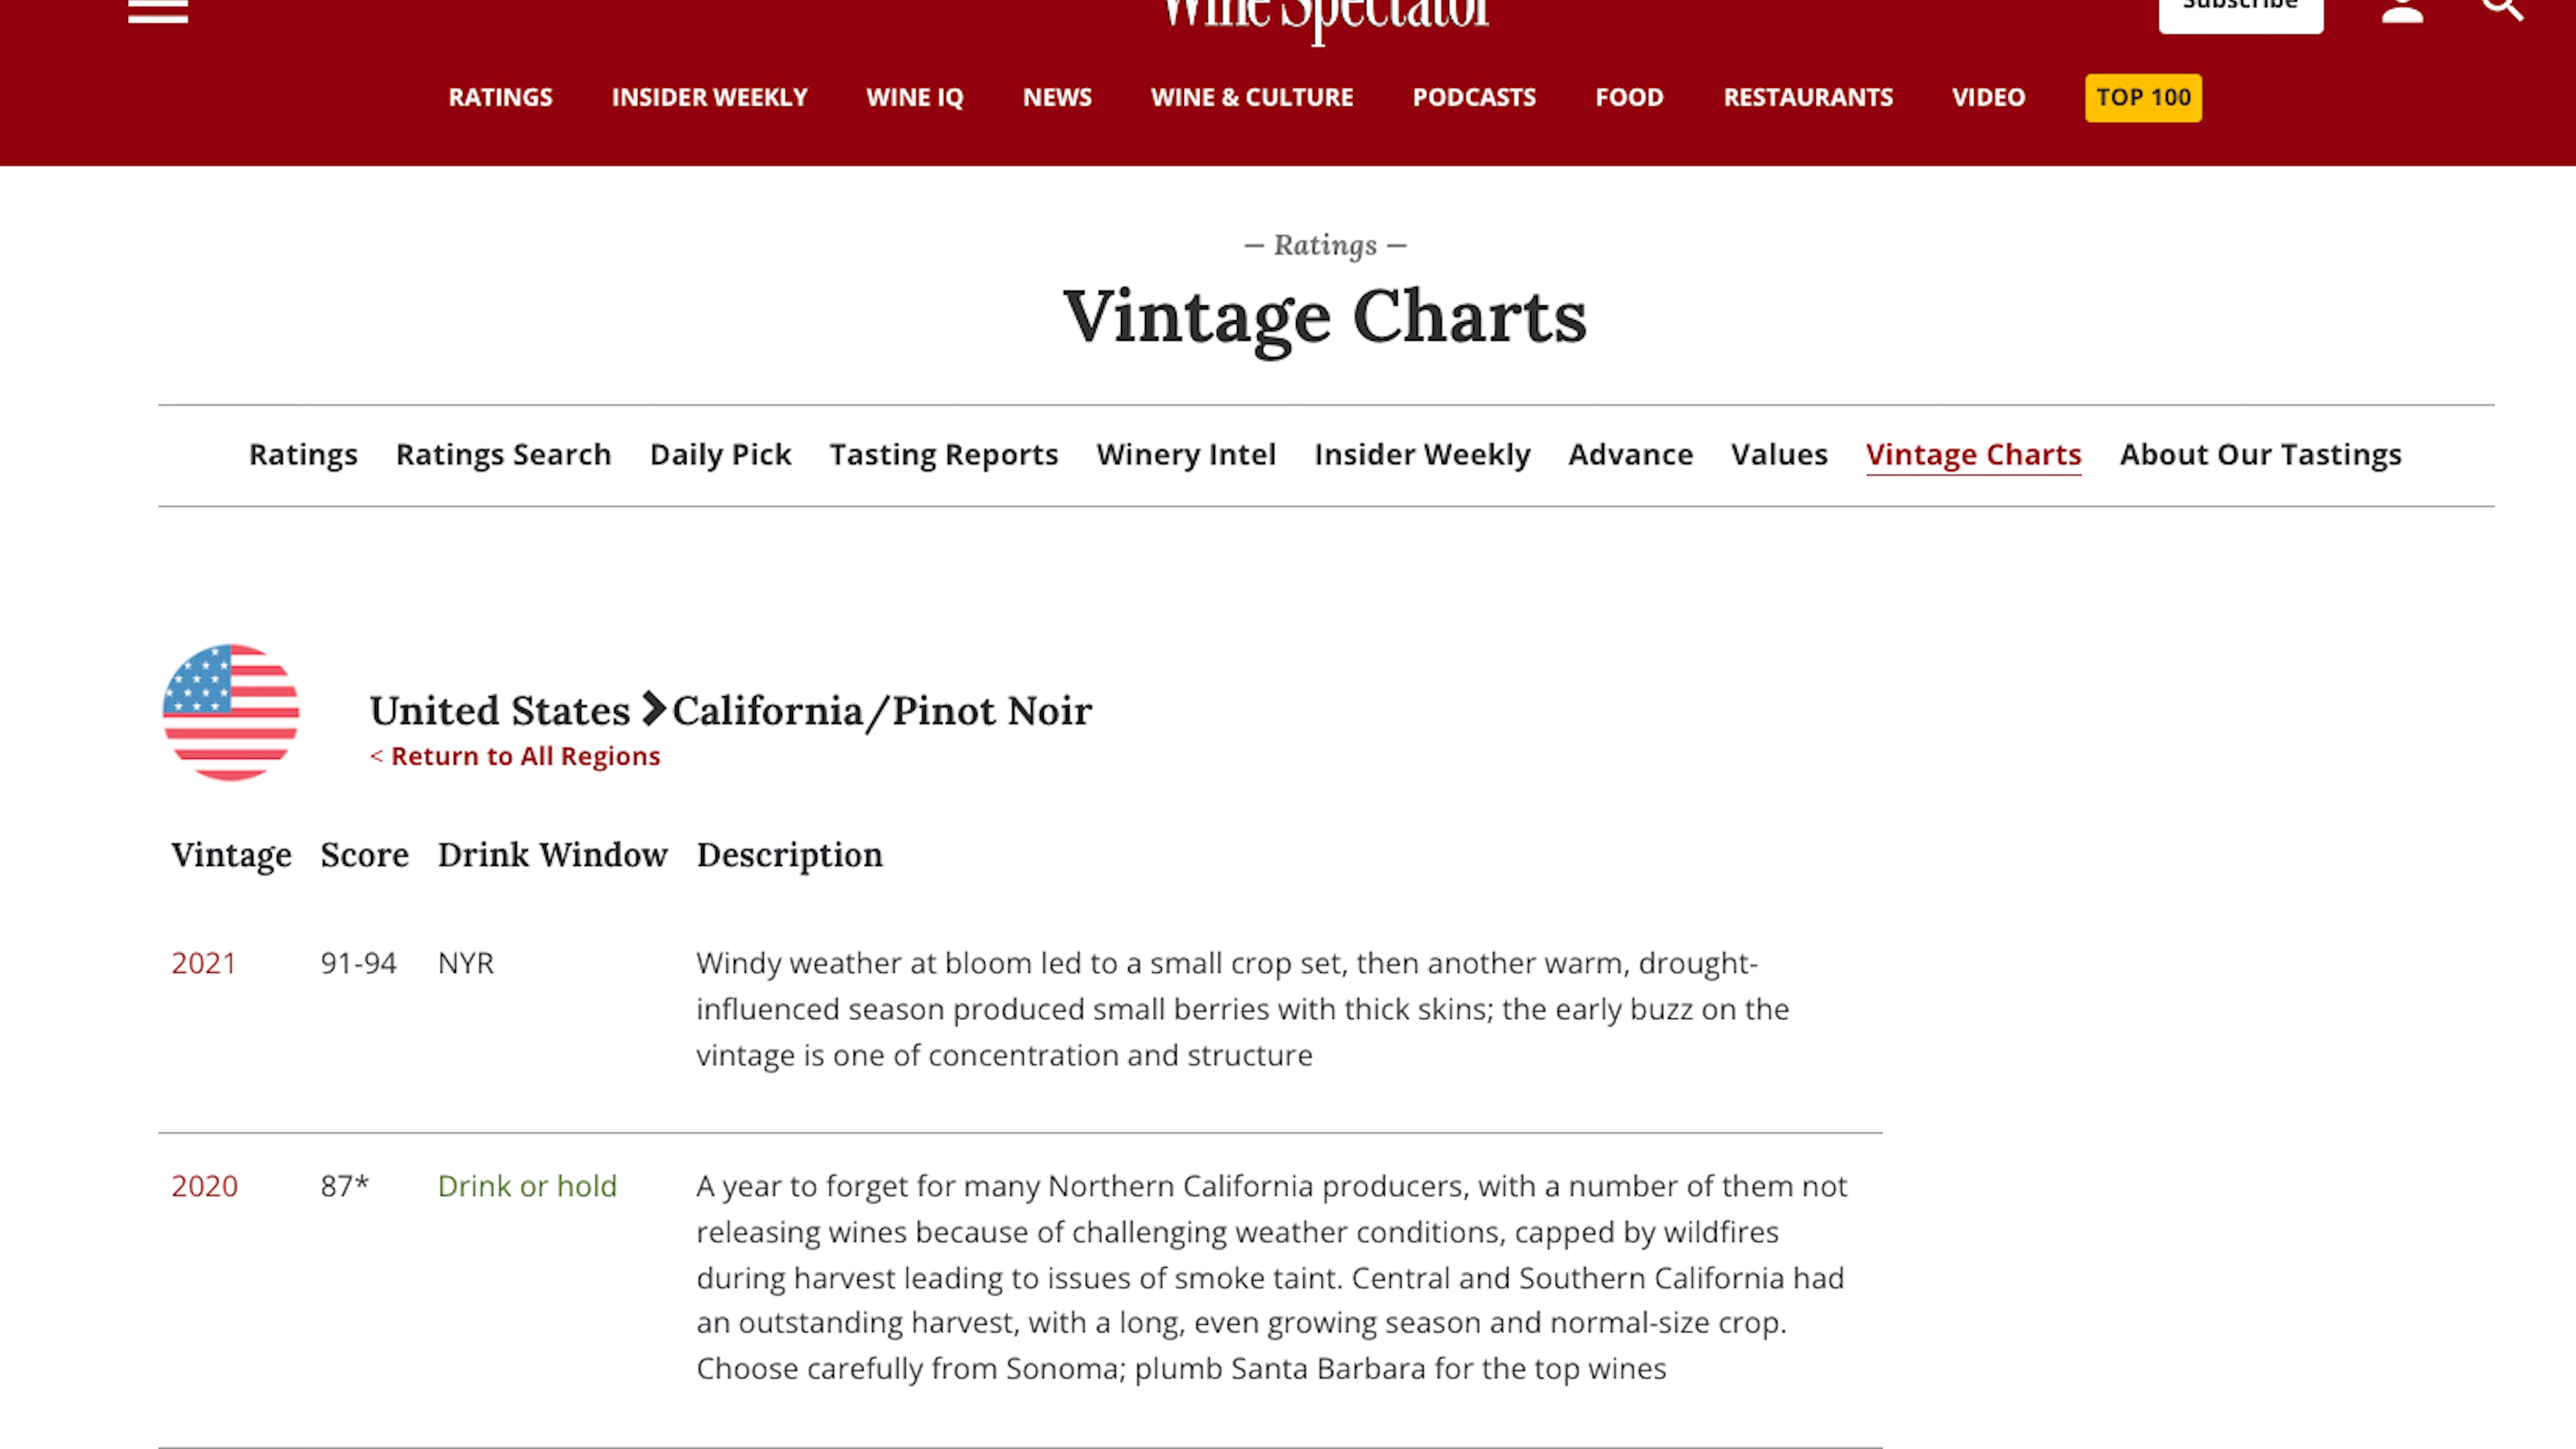 Wine Spectator
Subscribe
RATINGS INSIDER WEEKLY WINE IQ NEWS WINE & CULTURE PODCASTS FOOD RESTAURANTS VIDEO TOP 100
— Ratings —
Vintage Charts
Ratings Ratings Search Daily Pick Tasting Reports Winery Intel Insider Weekly Advance Values Vintage Charts About Our Tastings
United States > California/Pinot Noir
< Return to All Regions
Vintage Score Drink Window Description
2021 91-94 NYR Windy weather at bloom led to a small crop set, then another warm, drought-
influenced season produced small berries with thick skins; the early buzz on the
vintage is one of concentration and structure
2020 87* Drink or hold A year to forget for many Northern California producers, with a number of them not
releasing wines because of challenging weather conditions, capped by wildfires
during harvest leading to issues of smoke taint. Central and Southern California had
an outstanding harvest, with a long, even growing season and normal-size crop.
Choose carefully from Sonoma; plumb Santa Barbara for the top wines